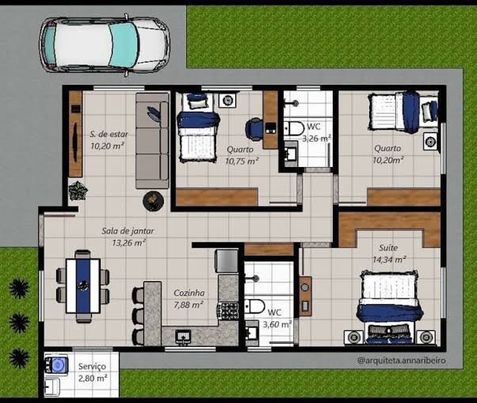 S. de estar
10,20 m²
Quarto
10,75 m²
WC
3,26 m²
Quarto
10,20m²
Sala de jantar
13,26 m²
Suíte
14,34 m²
Cozinha
7,88 m²
WC
3,60 m²
Serviço
2,80 m²
@arquiteta.annaribeiro